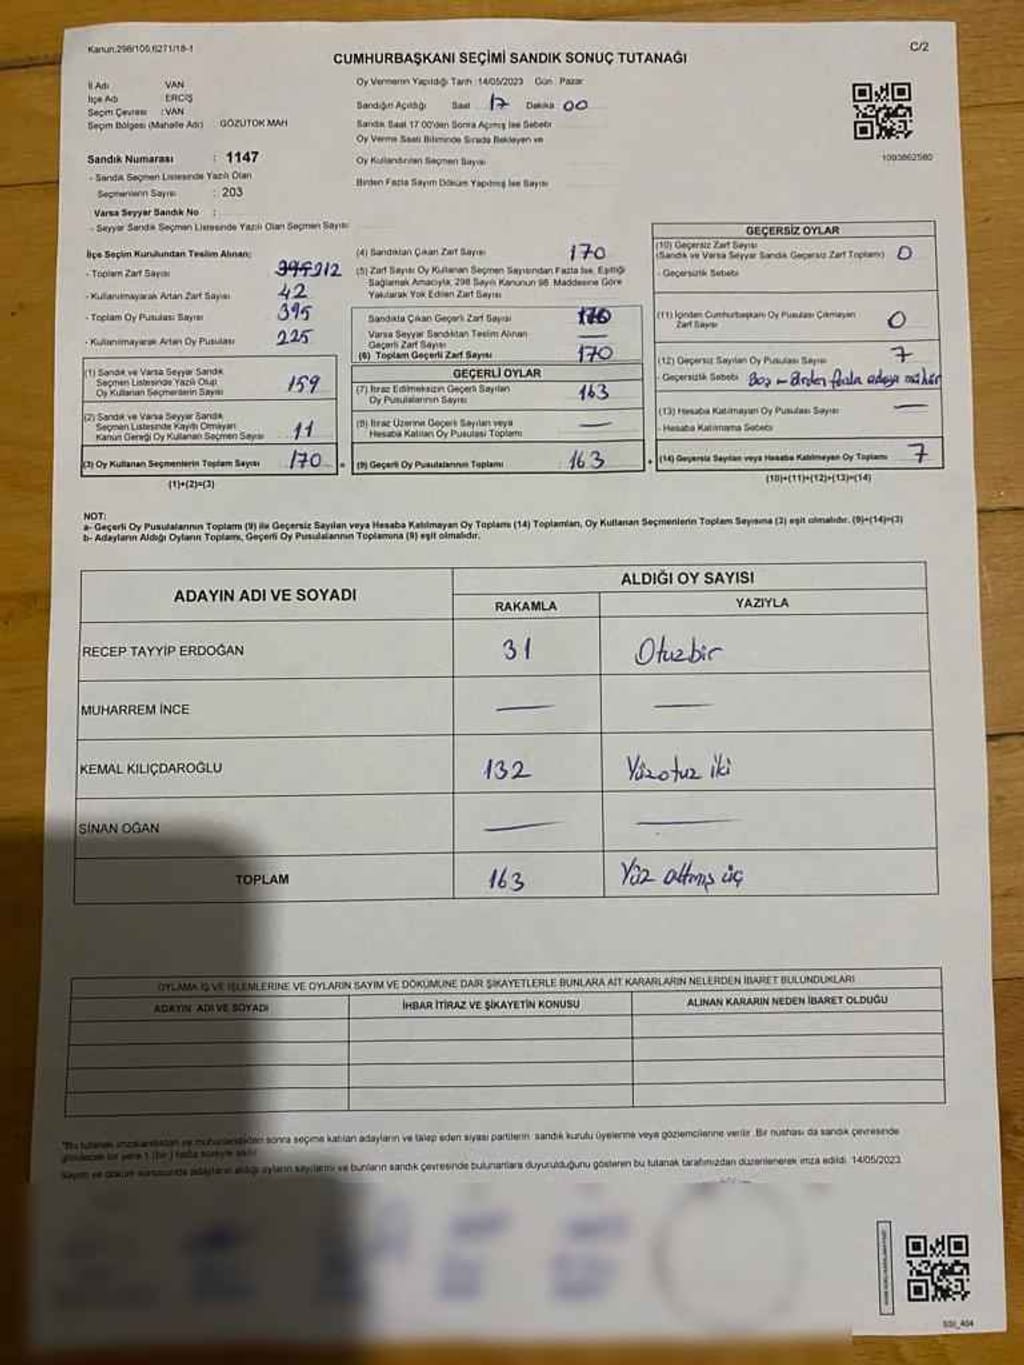 Kanun.298/105,6271/18-1
C/2
CUMHURBAŞKANI SEÇİMİ SANDIK SONUÇ TUTANAĞI
İl Adı VAN
İlçe Adı ERCİŞ
Seçim Çevresi : VAN
Seçim Bölgesi (Mahalle Adı) : GÖZÜTOK MAH
Sandık Numarası : 1147
- Sandık Seçmen Listesinde Yazılı Olan
Seçmenlerin Sayısı : 203
Varsa Seyyar Sandık No :
- Seyyar Sandık Seçmen Listesinde Yazılı Olan Seçmen Sayısı
Oy Vermenin Yapıldığı Tarih :14/05/2023 Gün : Pazar
Sandığın Açıldığı Saat 17 Dakika 00
Sandık Saat 17:00'den Sonra Açılmış İse Sebebi
Oy Verme Saati Bitiminde Sırada Bekleyen ve
Oy Kullandırılan Seçmen Sayısı
Birden Fazla Sayım Döküm Yapılmış İse Sayısı
1003862560
İlçe Seçim Kurulundan Teslim Alınan;
- Toplam Zarf Sayısı 212
- Kullanılmayarak Artan Zarf Sayısı 42
- Toplam Oy Pusulası Sayısı 395
- Kullanılmayarak Artan Oy Pusulası 225
(1) Sandık ve Varsa Seyyar Sandık
Seçmen Listesinde Yazılı Olup
Oy Kullanan Seçmenlerin Sayısı 159
(2) Sandık ve Varsa Seyyar Sandık
Seçmen Listesinde Kayıtlı Olmayan
Kanun Gereği Oy Kullanan Seçmen Sayısı 11
(3) Oy Kullanan Seçmenlerin Toplam Sayısı 170 =
(1)+(2)=(3)
(4) Sandıktan Çıkan Zarf Sayısı 170
(5) Zarf Sayısı Oy Kullanan Seçmen Sayısından Fazla İse, Eşitliği
Sağlamak Amacıyla, 298 Sayılı Kanunun 98. Maddesine Göre
Yakılarak Yok Edilen Zarf Sayısı
Sandıkta Çıkan Geçerli Zarf Sayısı 170
Varsa Seyyar Sandıktan Teslim Alınan
Geçerli Zarf Sayısı —
(6) Toplam Geçerli Zarf Sayısı 170
GEÇERLİ OYLAR
(7) İtiraz Edilmeksizin Geçerli Sayılan
Oy Pusulalarının Sayısı 163
(8) İtiraz Üzerine Geçerli Sayılan veya
Hesaba Katılan Oy Pusulası Toplamı —
(9) Geçerli Oy Pusulalarının Toplamı 163 +
GEÇERSİZ OYLAR
(10) Geçersiz Zarf Sayısı
(Sandık ve Varsa Seyyar Sandık Geçersiz Zarf Toplamı) 0
- Geçersizlik Sebebi
(11) İçinden Cumhurbaşkanı Oy Pusulası Çıkmayan
Zarf Sayısı 0
(12) Geçersiz Sayılan Oy Pusulası Sayısı 7
- Geçersizlik Sebebi Boş - Birden fazla adaya mühür
(13) Hesaba Katılmayan Oy Pusulası Sayısı —
- Hesaba Katılmama Sebebi
(14) Geçersiz Sayılan veya Hesaba Katılmayan Oy Toplamı 7
(10)+(11)+(12)+(13)=(14)
NOT:
a- Geçerli Oy Pusulalarının Toplamı (9) ile Geçersiz Sayılan veya Hesaba Katılmayan Oy Toplamı (14) Toplamları, Oy Kullanan Seçmenlerin Toplam Sayısına (3) eşit olmalıdır. (9)+(14)=(3)
b- Adayların Aldığı Oyların Toplamı, Geçerli Oy Pusulalarının Toplamına (9) eşit olmalıdır.
ADAYIN ADI VE SOYADI
ALDIĞI OY SAYISI
RAKAMLA YAZIYLA
RECEP TAYYİP ERDOĞAN 31 Otuzbir
MUHARREM İNCE — —
KEMAL KILIÇDAROĞLU 132 Yüzotuz iki
SİNAN OĞAN — —
TOPLAM 163 Yüz altmış üç
OYLAMA İŞ VE İŞLEMLERİNE VE OYLARIN SAYIM VE DÖKÜMÜNE DAİR ŞİKAYETLERLE BUNLARA AİT KARARLARIN NELERDEN İBARET BULUNDUKLARI
ADAYIN ADI VE SOYADI İHBAR İTİRAZ VE ŞİKAYETİN KONUSU ALINAN KARARIN NEDEN İBARET OLDUĞU
*Bu tutanak imzalandıktan ve mühürlendikten sonra seçime katılan adayların ve talep eden siyasi partilerin sandık kurulu üyelerine veya gözlemcilerine verilir. Bir nüshası da sandık çevresinde
görülecek bir yere 1 (bir) hafta süreyle asılır.
Sayım ve döküm sonucunda adayların aldığı oyların sayılarını ve bunların sandık çevresinde bulunanlara duyurulduğunu gösteren bu tutanak tarafımızdan düzenlenerek imza edildi. 14/05/2023
SSI_404